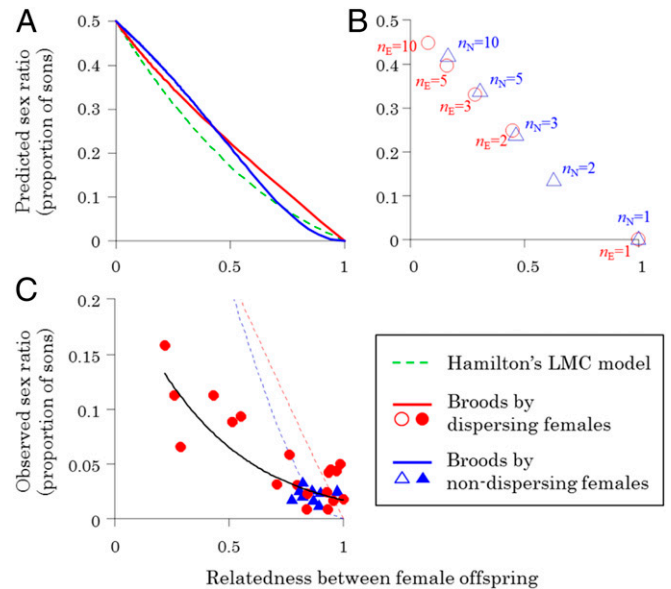 A
Predicted sex ratio
(proportion of sons)
0.5
0.4
0.3
0.2
0.1
0
0
0.5
1
B
0.5
0.4
0.3
0.2
0.1
0
0
0.5
1
nE=10
nN=10
nE=5
nN=5
nE=3
nN=3
nE=2
nN=2
nN=1
nE=1
C
Observed sex ratio
(proportion of sons)
0.2
0.15
0.1
0.05
0
0
0.5
1
Relatedness between female offspring
Hamilton's LMC model
Broods by
dispersing females
Broods by
non-dispersing females